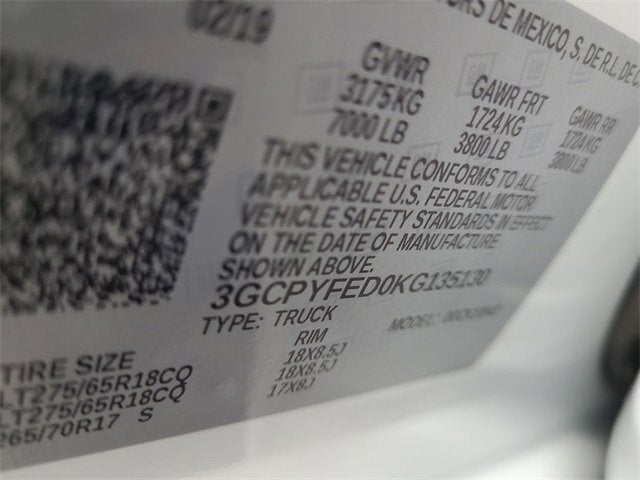 02/19
ORS DE MEXICO, S. DE R.L. DE C
GVWR GAWR FRT GAWR RR
3175KG 1724KG 1724KG
7000 LB 3800 LB 3800 LB
THIS VEHICLE CONFORMS TO ALL
APPLICABLE U.S. FEDERAL MOTOR
VEHICLE SAFETY STANDARDS IN EFFECT
ON THE DATE OF MANUFACTURE
SHOWN ABOVE.
3GCPYFED0KG135130
TYPE: TRUCK MODEL:
TIRE SIZE RIM
LT275/65R18CQ 18X8.5J
LT275/65R18CQ 18X8.5J
265/70R17 S 17X8J